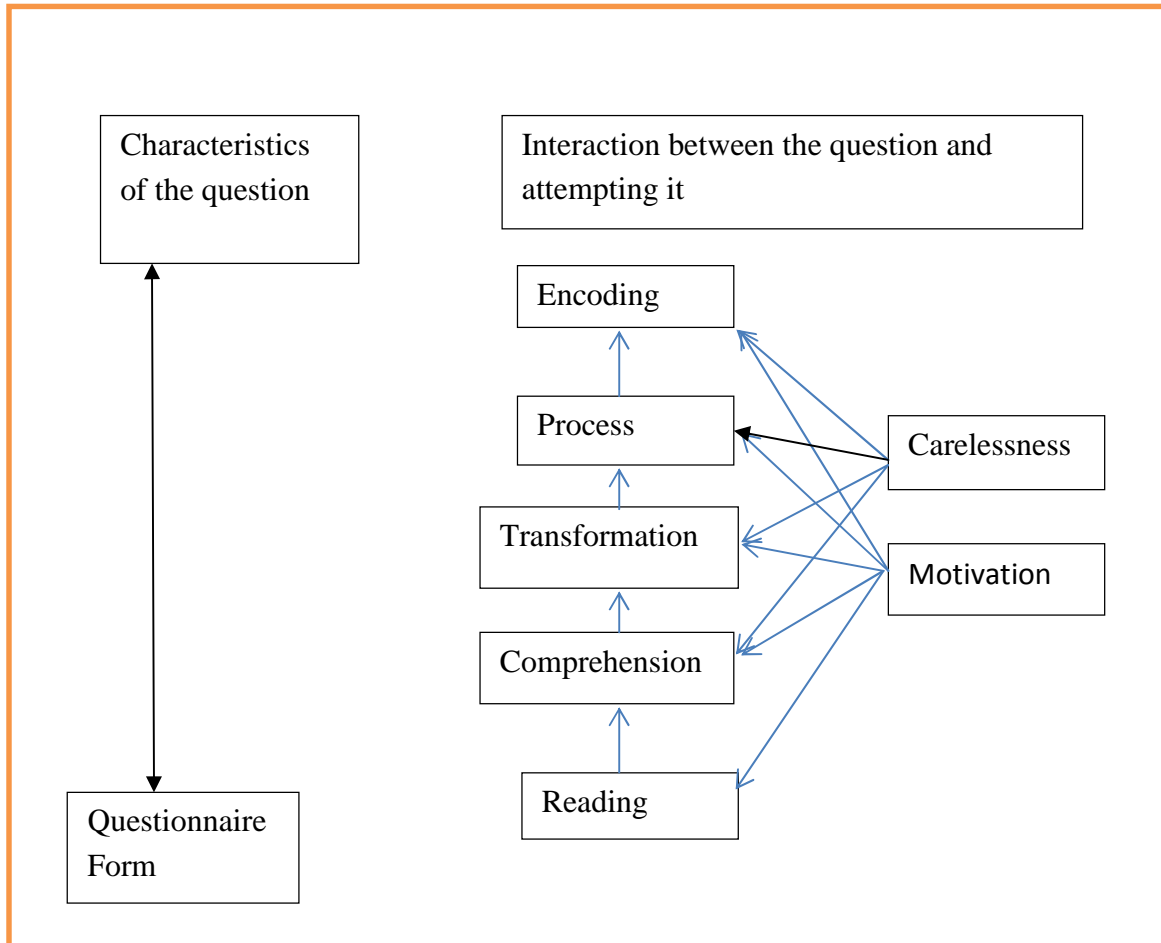 Characteristics
of the question
Interaction between the question and
attempting it
Encoding
Process
Carelessness
Transformation
Motivation
Comprehension
Reading
Questionnaire
Form